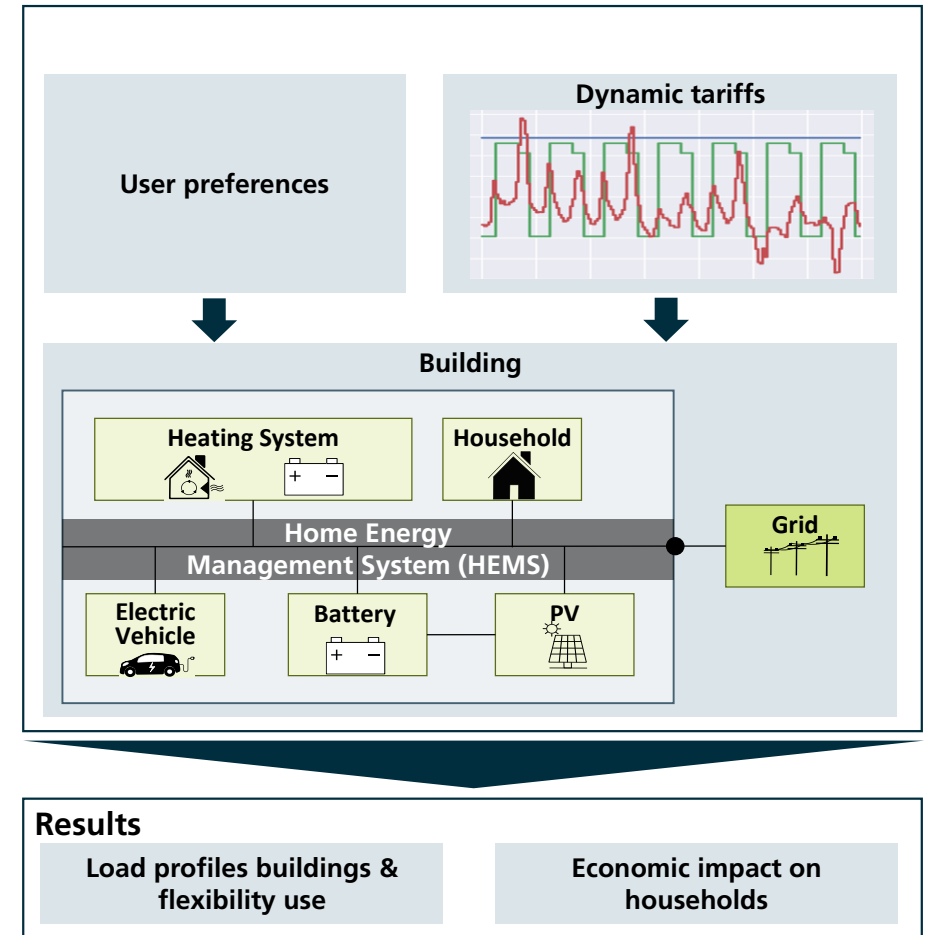 User preferences
Dynamic tariffs
Building
Heating System
+ −
Household
Home Energy
Management System (HEMS)
Grid
Electric
Vehicle
Battery
+ −
PV
Results
Load profiles buildings &
flexibility use
Economic impact on
households